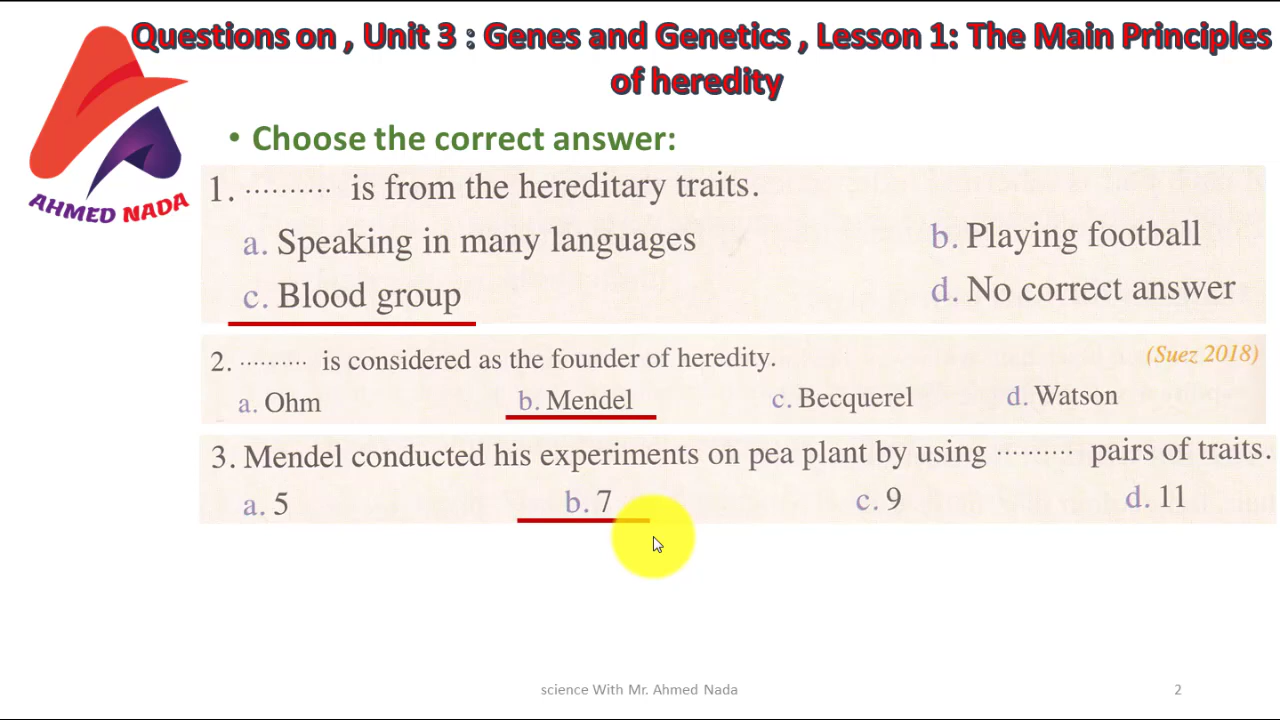 Questions on , Unit 3 : Genes and Genetics , Lesson 1: The Main Principles
of heredity
AHMED NADA
• Choose the correct answer:
1. ·········· is from the hereditary traits.
a. Speaking in many languages b. Playing football
c. Blood group d. No correct answer
2. ·········· is considered as the founder of heredity. (Suez 2018)
a. Ohm b. Mendel c. Becquerel d. Watson
3. Mendel conducted his experiments on pea plant by using ·········· pairs of traits.
a. 5 b. 7 c. 9 d. 11
science With Mr. Ahmed Nada 2